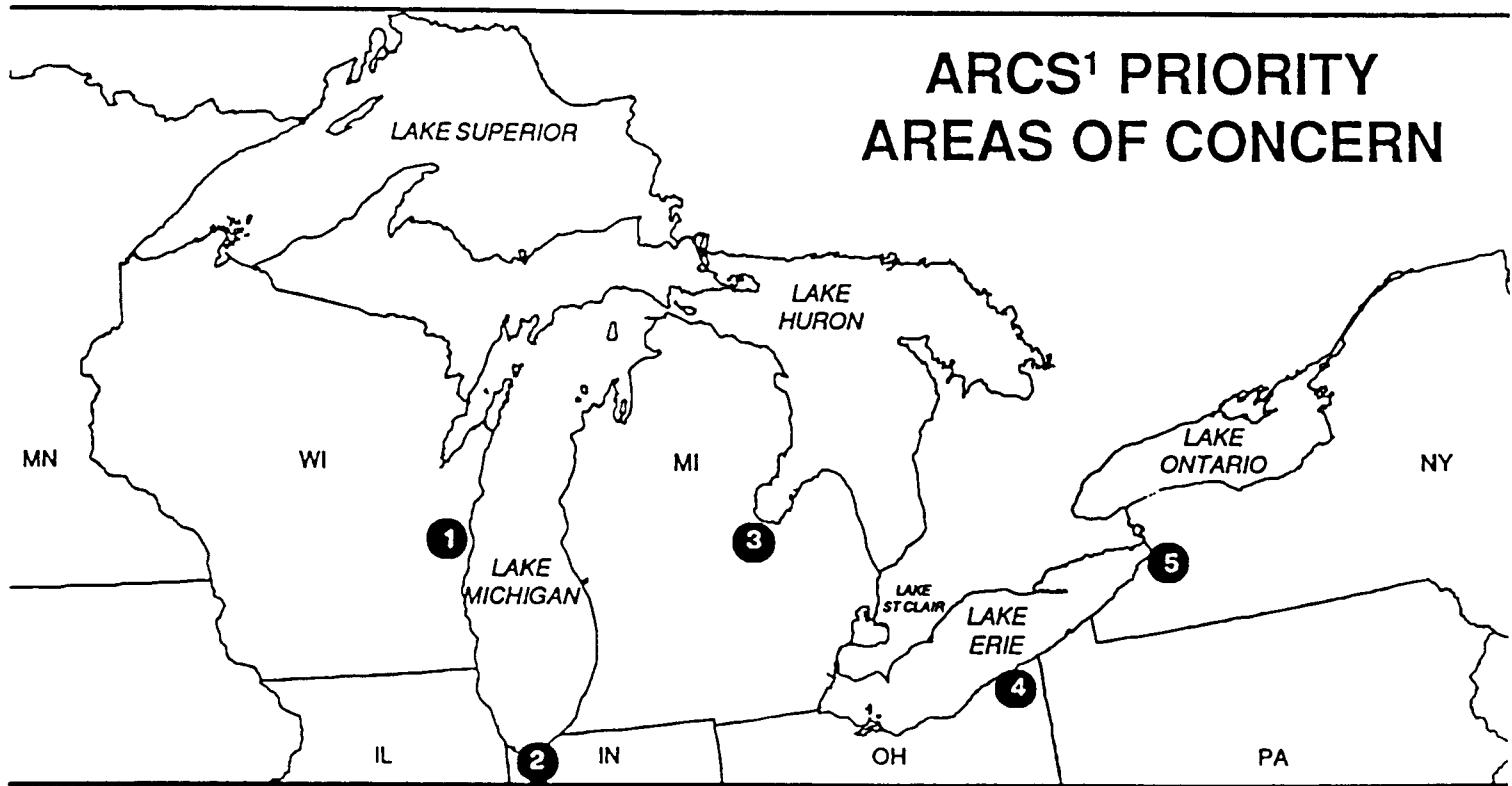 ARCS¹ PRIORITY
AREAS OF CONCERN
LAKE SUPERIOR
LAKE
HURON
LAKE
ONTARIO
MN
WI
MI
NY
1
3
5
LAKE
MICHIGAN
LAKE
ST CLAIR
LAKE
ERIE
4
IL
2
IN
OH
PA